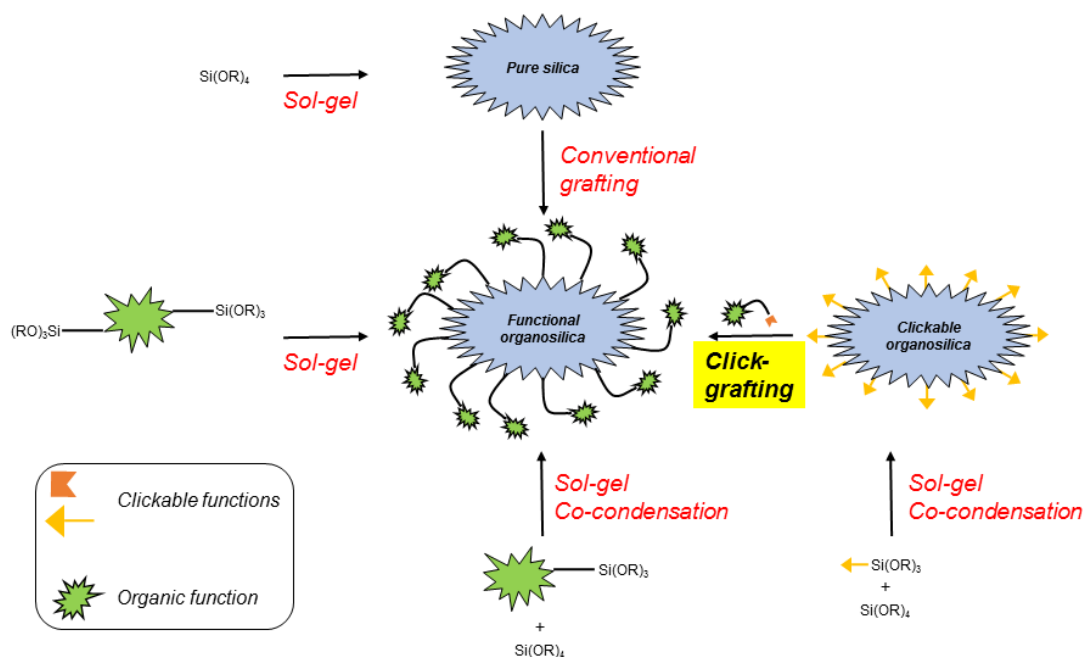 Pure silica
Si(OR)4
Sol-gel
Conventional
grafting
Si(OR)3
(RO)3Si
Sol-gel
Functional
organosilica
Click-
grafting
Clickable
organosilica
Clickable functions
Organic function
Sol-gel
Co-condensation
Si(OR)3
+
Si(OR)4
Sol-gel
Co-condensation
Si(OR)3
+
Si(OR)4